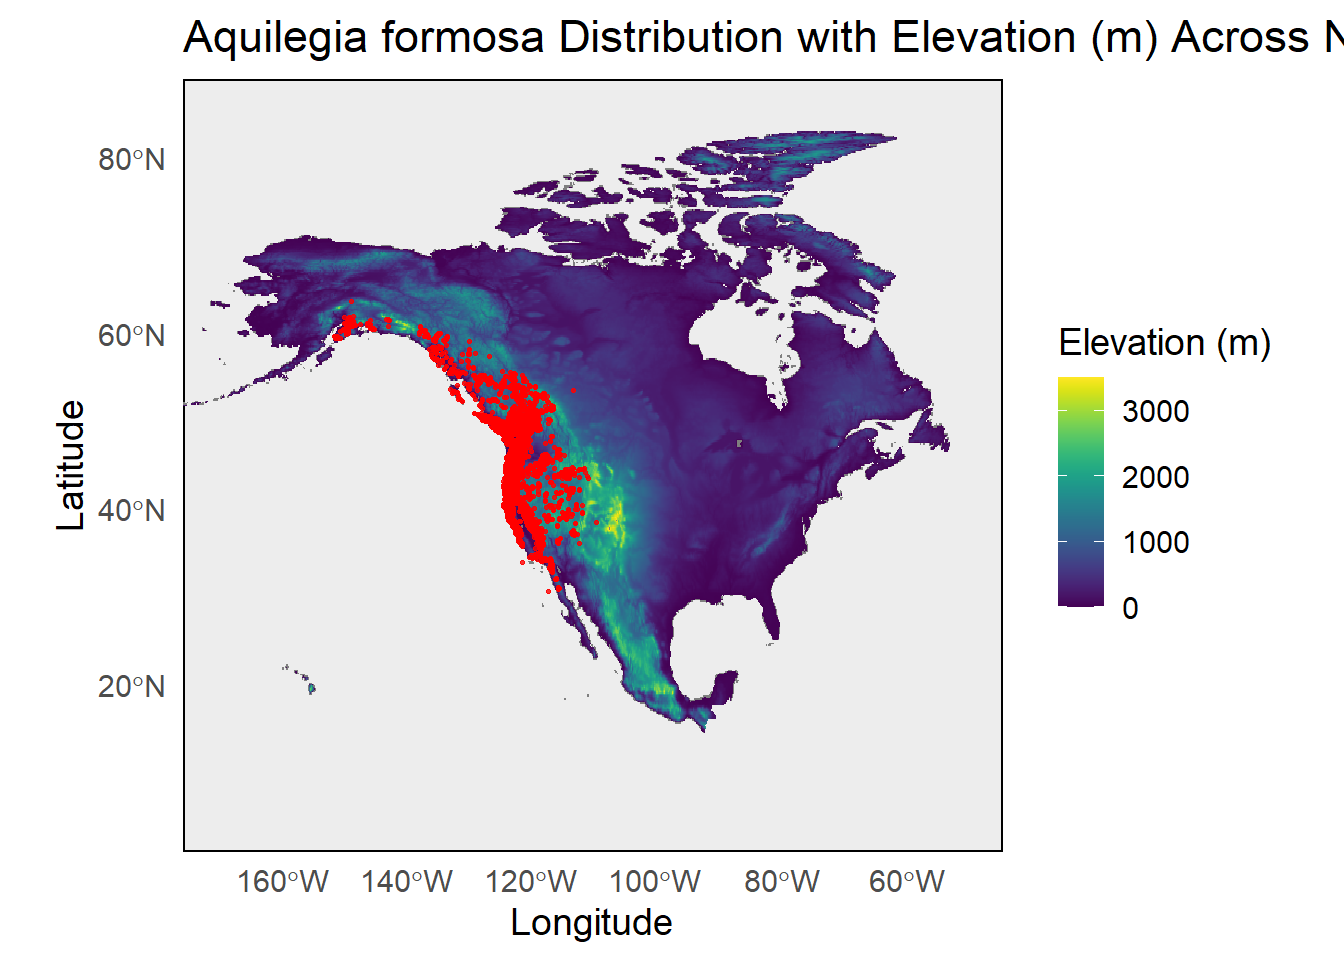 Aquilegia formosa Distribution with Elevation (m) Across
80°N
60°N
40°N
20°N
Latitude
160°W 140°W 120°W 100°W 80°W 60°W
Longitude
Elevation (m)
3000
2000
1000
0